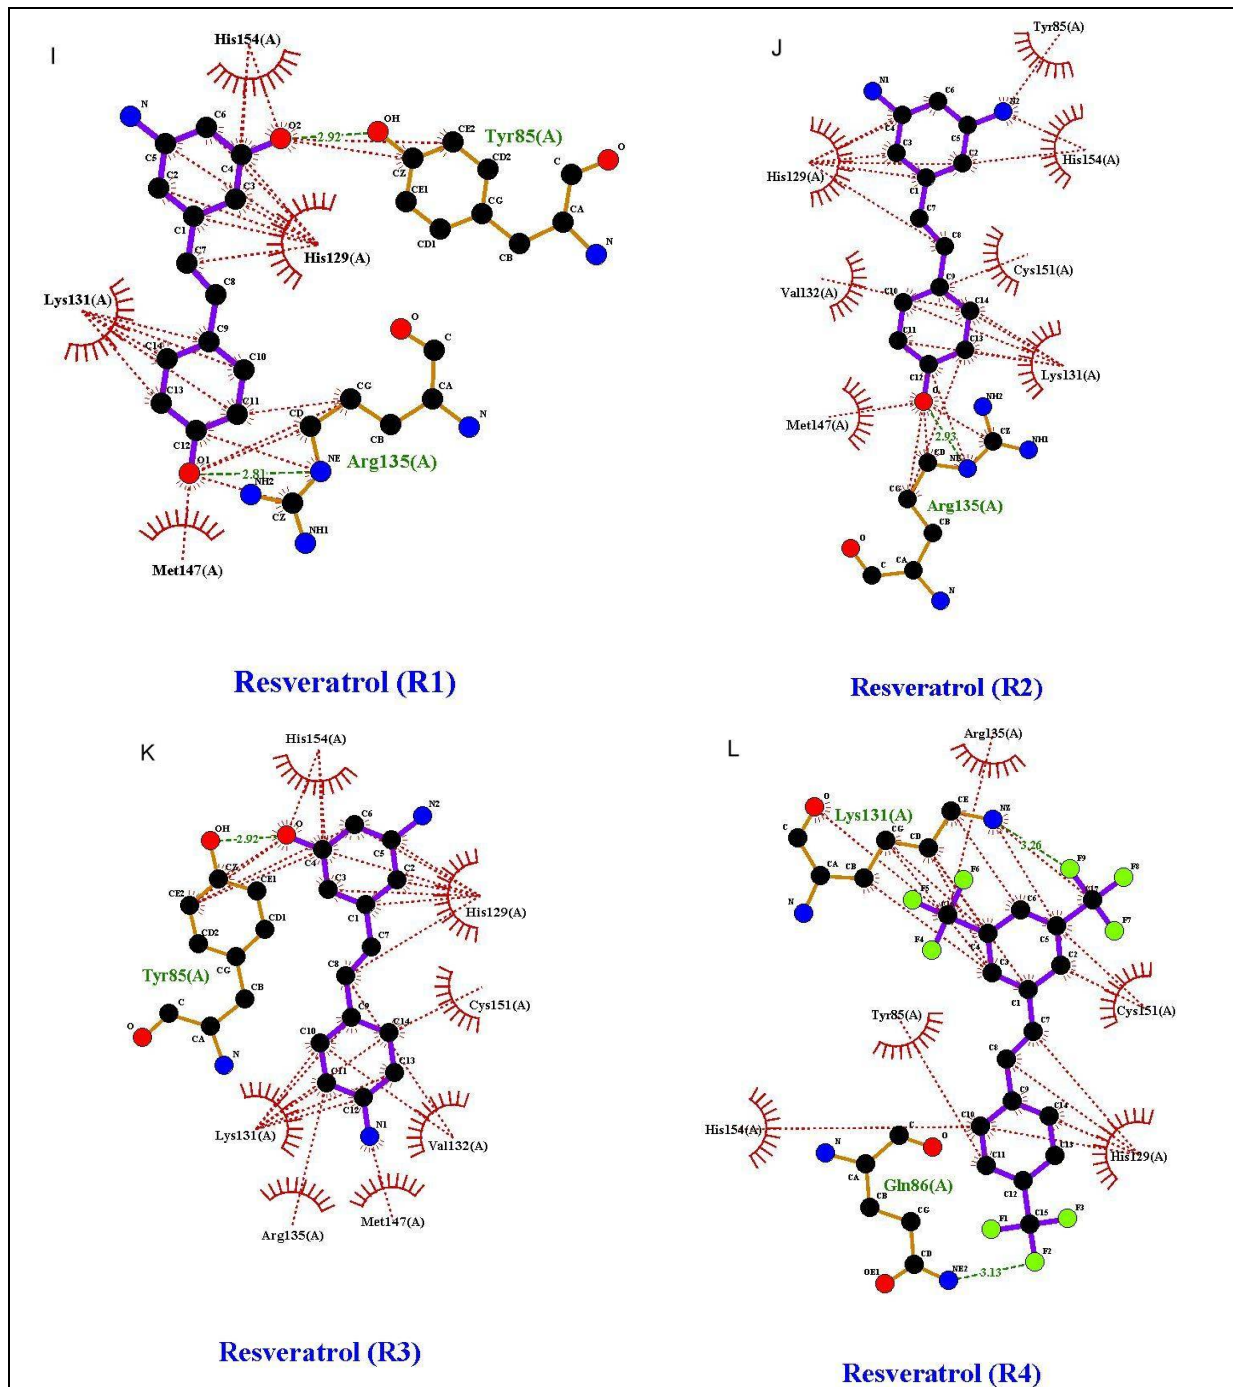 I
His154(A)
N
C6
O2
2.92
OH
CE2
Tyr85(A)
O
C5
C4
CZ
CD2
C
C2
C3
CE1
CG
CA
C1
CD1
CB
N
C7
His129(A)
C8
Lys131(A)
O
C
C9
C14
C10
CG
CA
C13
C11
CD
CB
N
C12
Arg135(A)
O1
2.81
NE
NH2
CZ
NH1
Met147(A)
Resveratrol (R1)
J
Tyr85(A)
N1
C6
N2
C4
C5
C3
C2
His154(A)
His129(A)
C1
C7
C8
Cys151(A)
Val132(A)
C9
C10
C14
C11
C13
C12
Lys131(A)
O
NH2
Met147(A)
2.93
CZ
NH1
CD
NE
CG
Arg135(A)
CB
O
CA
C
N
Resveratrol (R2)
K
His154(A)
N2
OH
2.92
O
C6
CZ
C4
C5
CE1
C2
CE2
C3
His129(A)
CD1
C1
CD2
C7
CG
Tyr85(A)
C8
CB
Cys151(A)
C
C9
O
CA
C10
C14
N
C13
C12
Lys131(A)
N1
Val132(A)
Met147(A)
Arg135(A)
Resveratrol (R3)
L
Arg135(A)
O
Lys131(A)
CE
NZ
C
CG
CD
3.26
F9
F8
CA
CB
F6
F5
C6
C17
N
F7
F4
C4
C5
C3
C2
C1
Cys151(A)
Tyr85(A)
C7
C8
C9
C14
His154(A)
C10
N
C
O
C13
His129(A)
C11
CA
Gln86(A)
C12
CB
CG
C15
F3
F1
CD
F2
OE1
NE2
3.13
Resveratrol (R4)